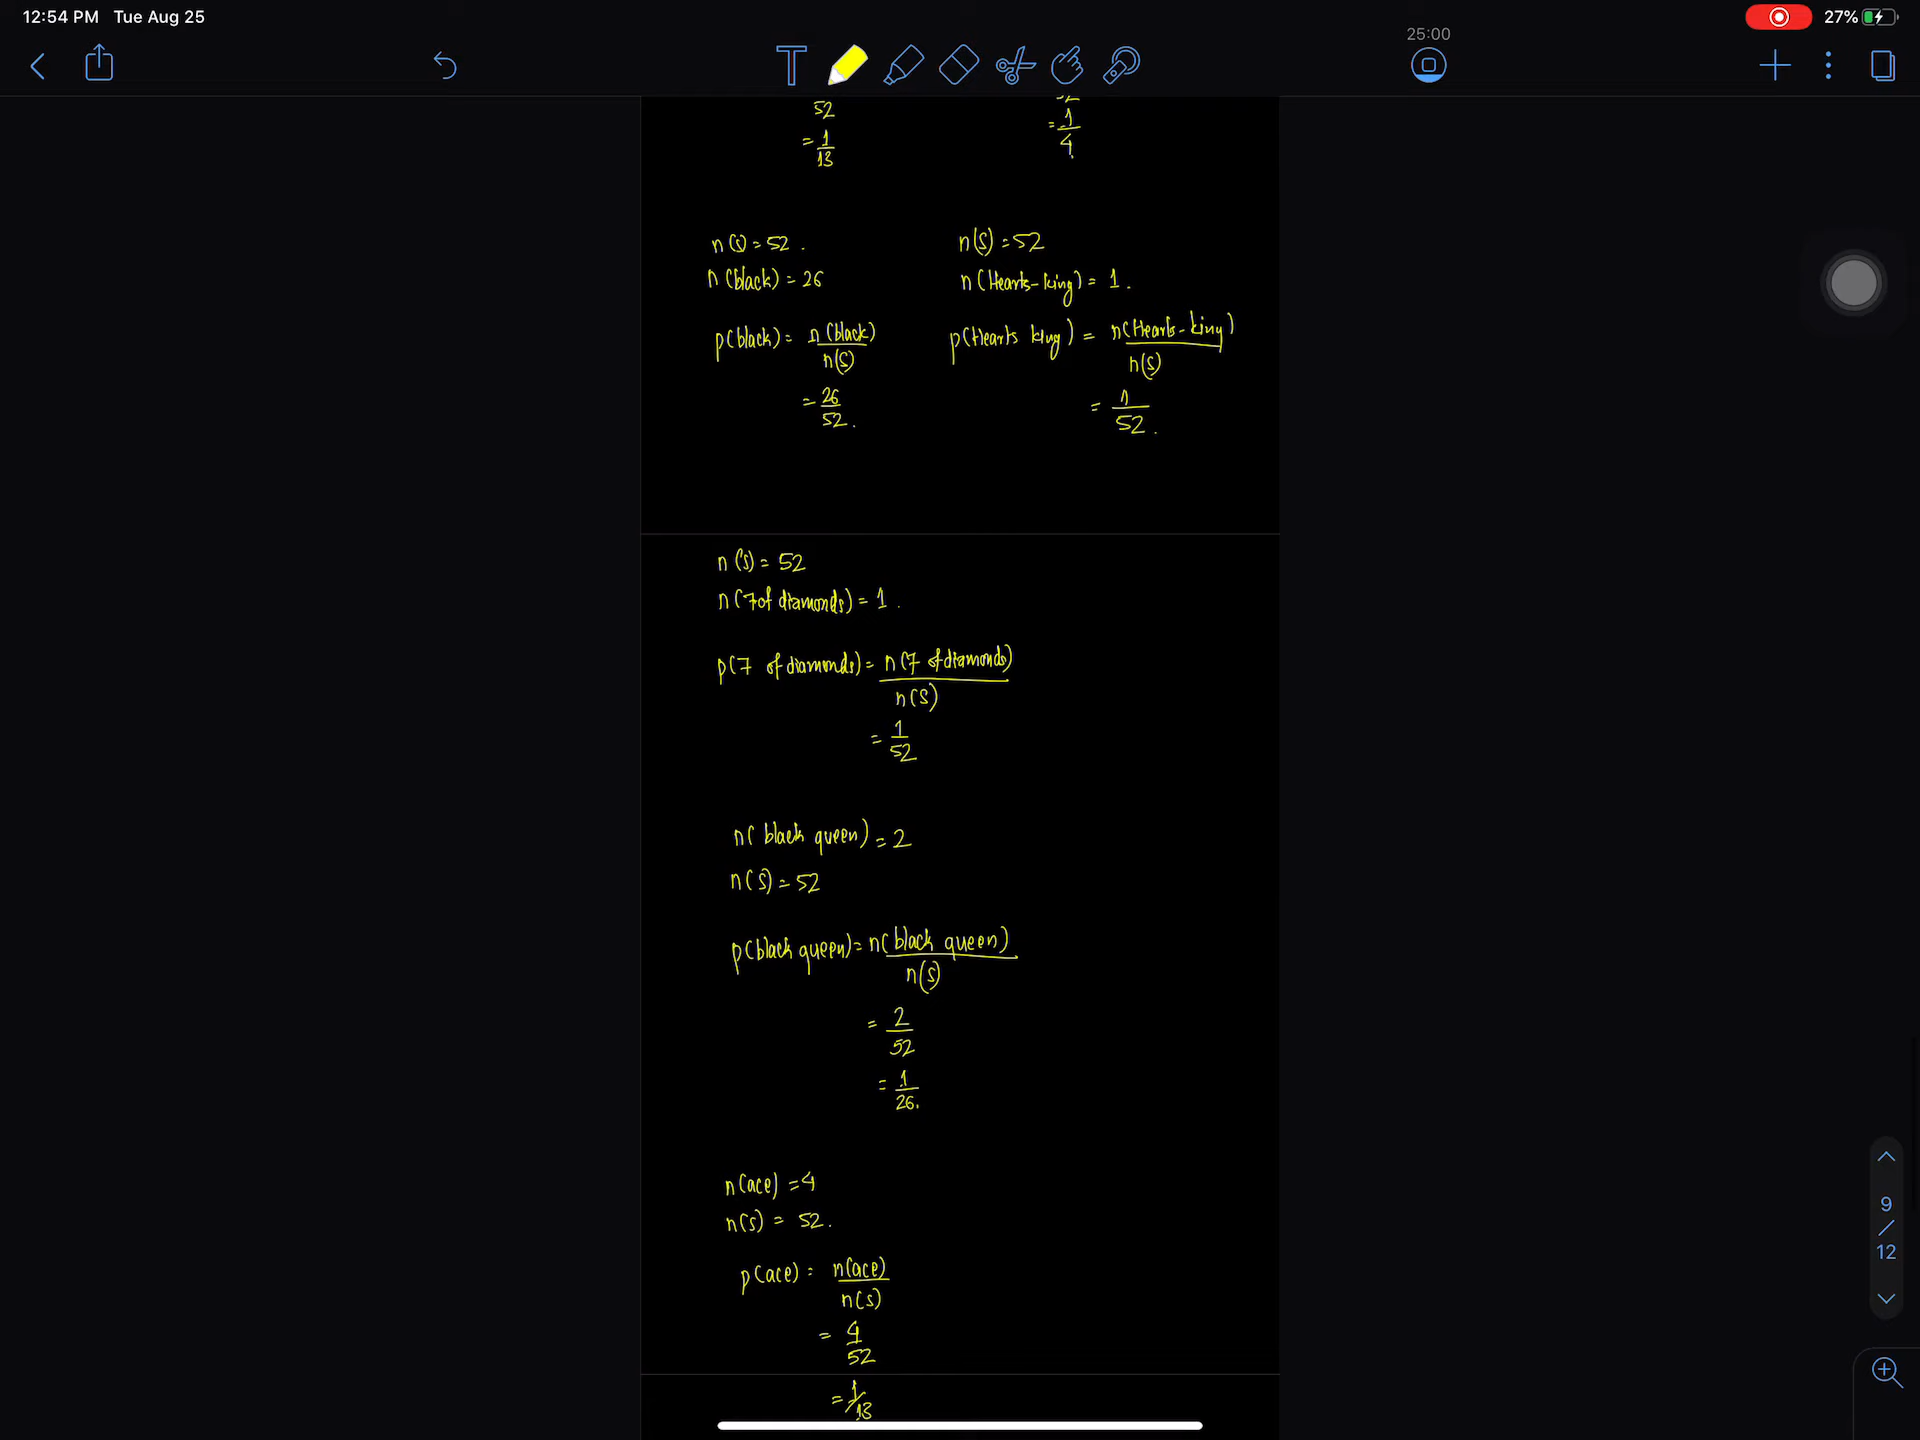 12:54 PM Tue Aug 25
27%
25:00
52
= 1/13
52
= 1/4
n(s) = 52 .
n(black) = 26
p(black) = n(black)/n(S)
= 26/52 .
n(S) = 52
n(Hearts-king) = 1 .
p(Hearts king) = n(Hearts-king)/n(S)
= 1/52 .
n(S) = 52
n(7 of diamonds) = 1 .
p(7 of diamonds) = n(7 of diamonds)/n(S)
= 1/52
n(black queen) = 2
n(S) = 52
p(black queen) = n(black queen)/n(S)
= 2/52
= 1/26.
n(ace) = 4
n(s) = 52.
p(ace) = n(ace)/n(s)
= 4/52
= 1/13
9
/
12